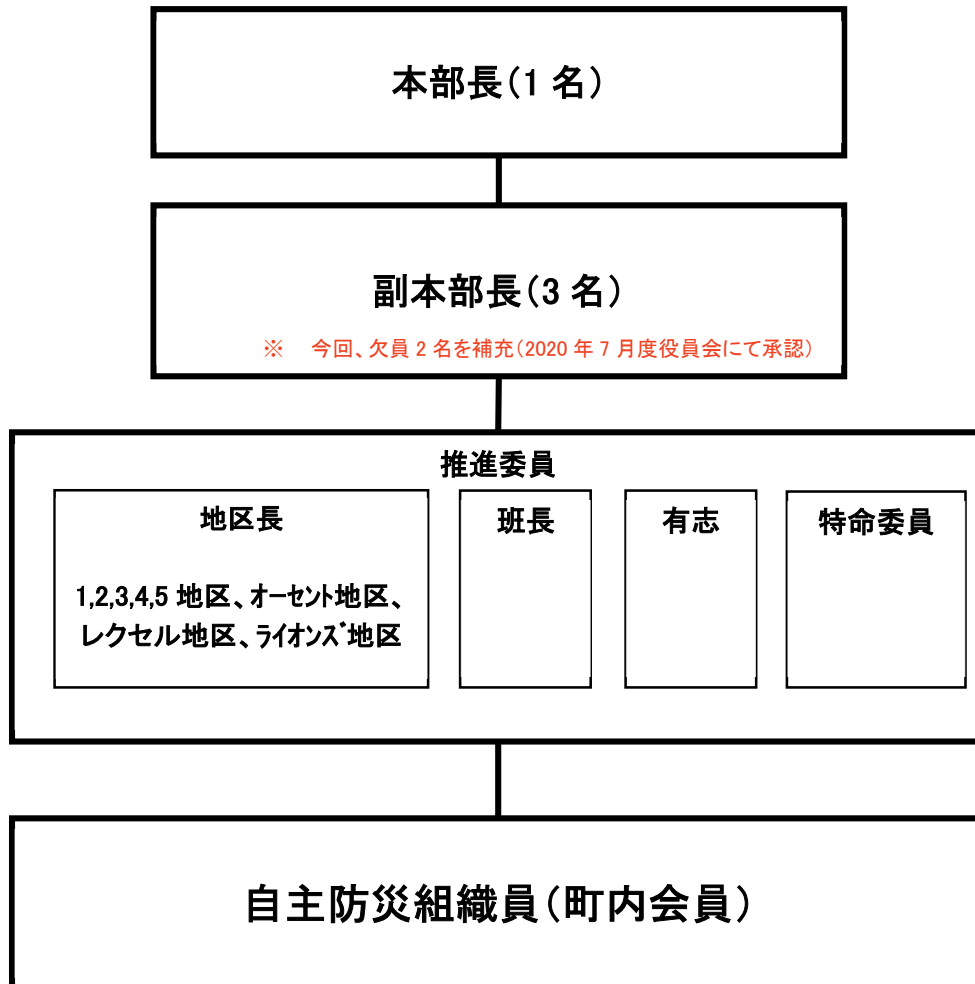 本部長（1 名）
副本部長（3 名）
※　今回、欠員 2 名を補充（2020 年 7 月度役員会にて承認）
推進委員
地区長
1,2,3,4,5 地区、ｵｰｾﾝﾄ地区、
レクセル地区、ﾗｲｵﾝｽﾞ地区
班長
有志
特命委員
自主防災組織員（町内会員）